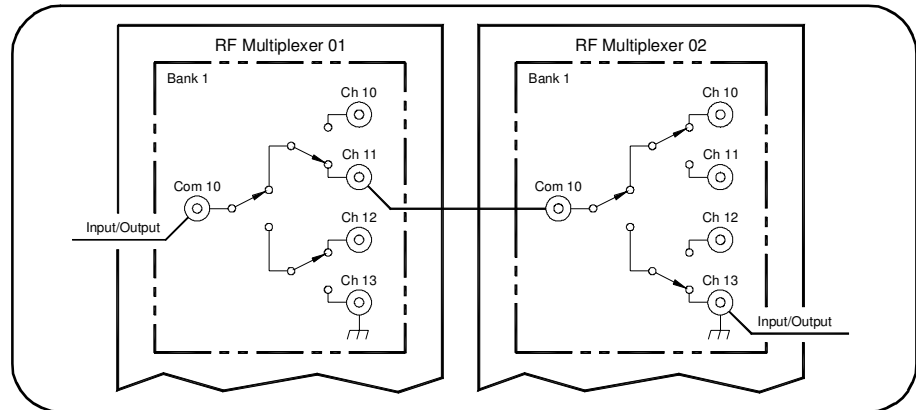 RF Multiplexer 01
Bank 1
Ch 10
Ch 11
Com 10
Ch 12
Input/Output
Ch 13
RF Multiplexer 02
Bank 1
Ch 10
Ch 11
Com 10
Ch 12
Ch 13
Input/Output